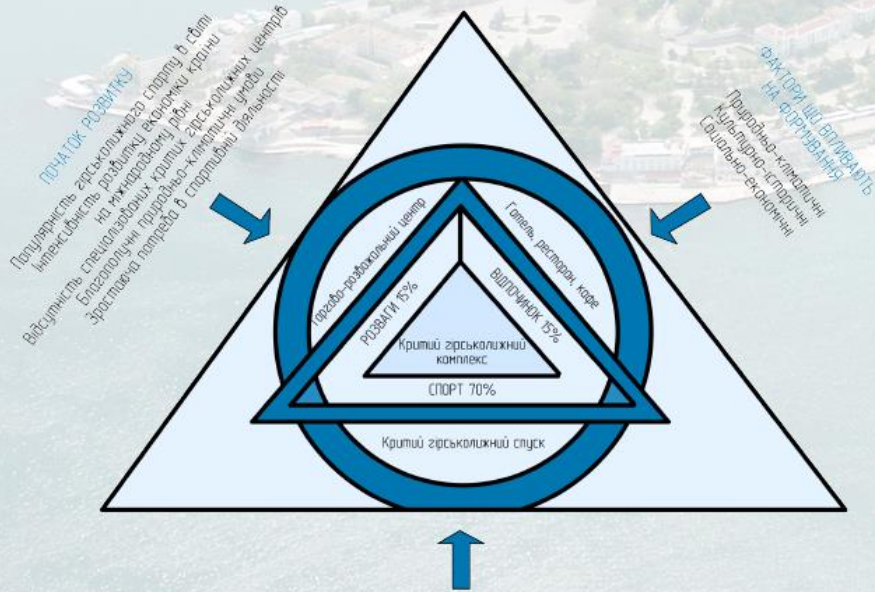 ПОЧАТОК РОЗВИТКУ
Популярність гірськолижного спорту в світі
Інтенсивність розвитку економіки країни
Відсутність спеціалізованих критих гірськолижних центрів
на міжнародному рівні
Благополучні природньо-кліматичні умови
Зростаюча потреба в спортивній діяльності
ФАКТОРИ ЩО ВПЛИВАЮТЬ
НА ФОРМУВАННЯ
Природньо-кліматичні
Культурно-історичні
Соціально-економічні
Торгово-розважальний центр
Готель, ресторан, кафе
РОЗВАГИ 15%
ВІДПОЧИНОК 15%
Критий гірськолижний
комплекс
СПОРТ 70%
Критий гірськолижний спуск